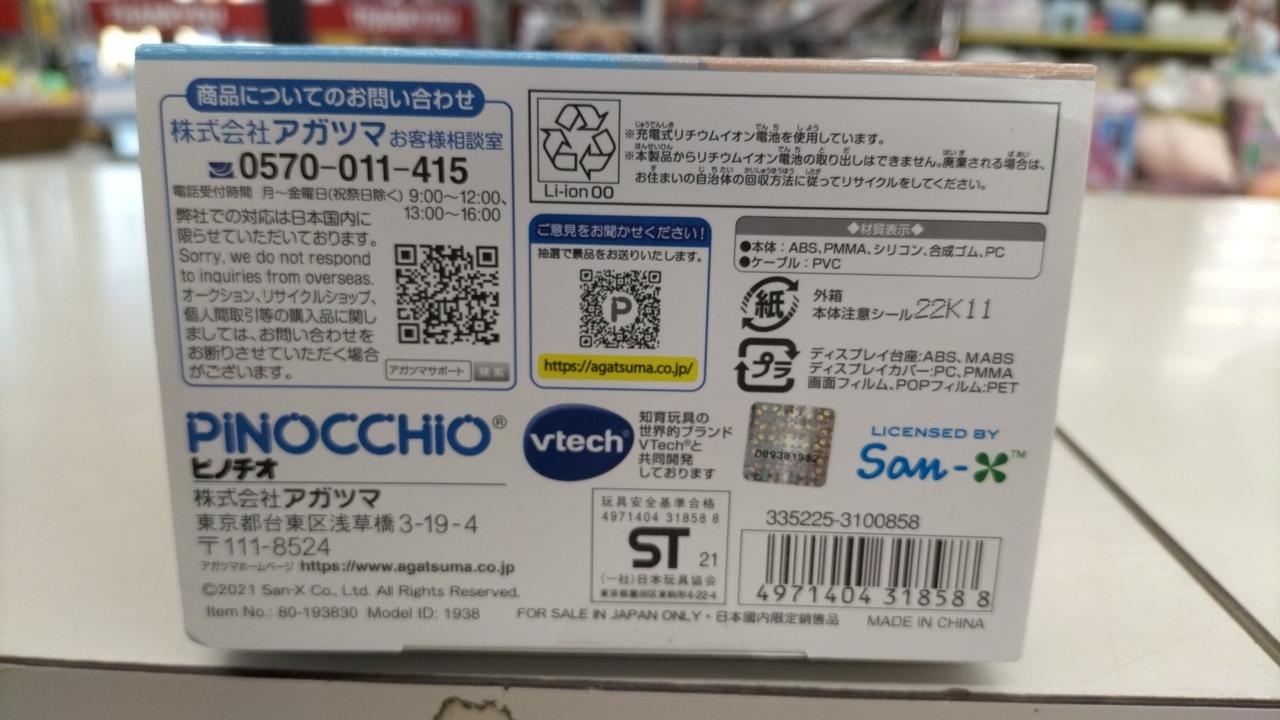 商品についてのお問い合わせ
株式会社アガツマ お客様相談室
0570-011-415
電話受付時間 月～金曜日(祝祭日除く) 9:00～12:00、
13:00～16:00
弊社での対応は日本国内に
限らせていただいております。
Sorry, we do not respond
to inquiries from overseas.
オークション、リサイクルショップ、
個人間取引等の購入品に関し
ましては、お問い合わせを
お断りさせていただく場合
がございます。
アガツマサポート 検索
Li-ion 00
※充電式リチウムイオン電池を使用しています。
※本製品からリチウムイオン電池の取り出しはできません。廃棄される場合は、
お住まいの自治体の回収方法に従ってリサイクルをしてください。
ご意見をお聞かせください!
抽選で景品をお送りいたします。
P
https://agatsuma.co.jp/
◆材質表示◆
●本体：ABS、PMMA、シリコン、合成ゴム、PC
●ケーブル：PVC
紙
外箱
本体注意シール 22K11
プラ
ディスプレイ台座:ABS、MABS
ディスプレイカバー:PC、PMMA
画面フィルム、POPフィルム:PET
PINOCCHIO®
ピノチオ
株式会社アガツマ
東京都台東区浅草橋3-19-4
〒111-8524
アガツマホームページ https://www.agatsuma.co.jp
©2021 San-X Co., Ltd. All Rights Reserved.
Item No.: 80-193830 Model ID: 1938
vtech®
知育玩具の
世界的ブランド
VTech®と
共同開発
しております
D09381982
LICENSED BY
San-X™
玩具安全基準合格
4971404 31858 8
ST 21
(一社)日本玩具協会
東京都墨田区東駒形4-22-4
335225-3100858
4971404 318588
FOR SALE IN JAPAN ONLY・日本國内限定銷售品
MADE IN CHINA